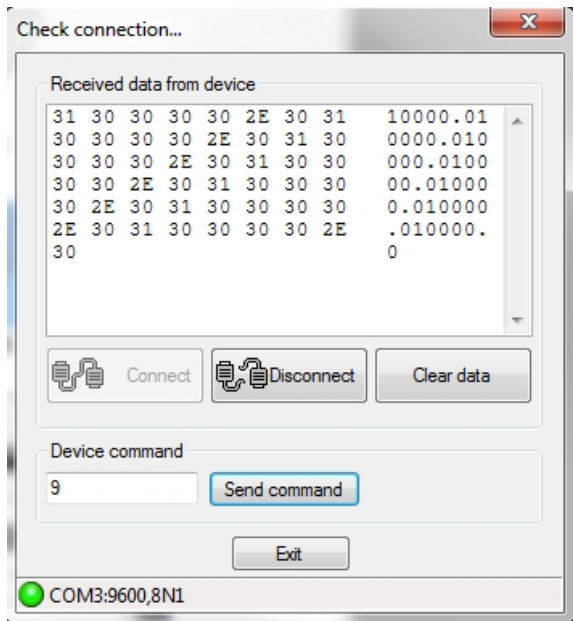 Check connection...
Received data from device
31 30 30 30 30 2E 30 31 10000.01
30 30 30 30 2E 30 31 30 0000.010
30 30 30 2E 30 31 30 30 000.0100
30 30 2E 30 31 30 30 30 00.01000
30 2E 30 31 30 30 30 30 0.010000
2E 30 31 30 30 30 30 2E .010000.
30 0
Connect Disconnect Clear data
Device command
9 Send command
Exit
COM3:9600,8N1